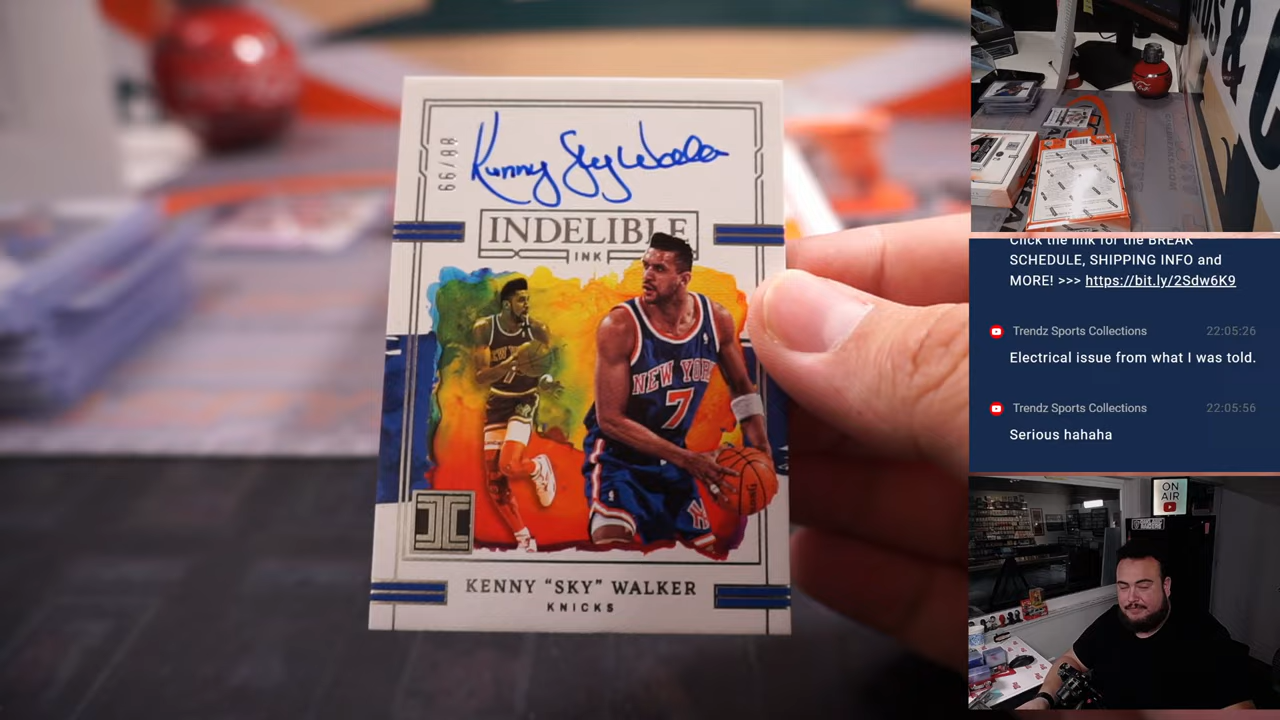 88/99
Kenny Sky Walker
INDELIBLE
INK
NEW YORK
7
KENNY “SKY” WALKER
KNICKS
Click the link for the BREAK
SCHEDULE, SHIPPING INFO and
MORE! >>> https://bit.ly/2Sdw6K9
Trendz Sports Collections 22:05:26
Electrical issue from what I was told.
Trendz Sports Collections 22:05:56
Serious hahaha
ON
AIR